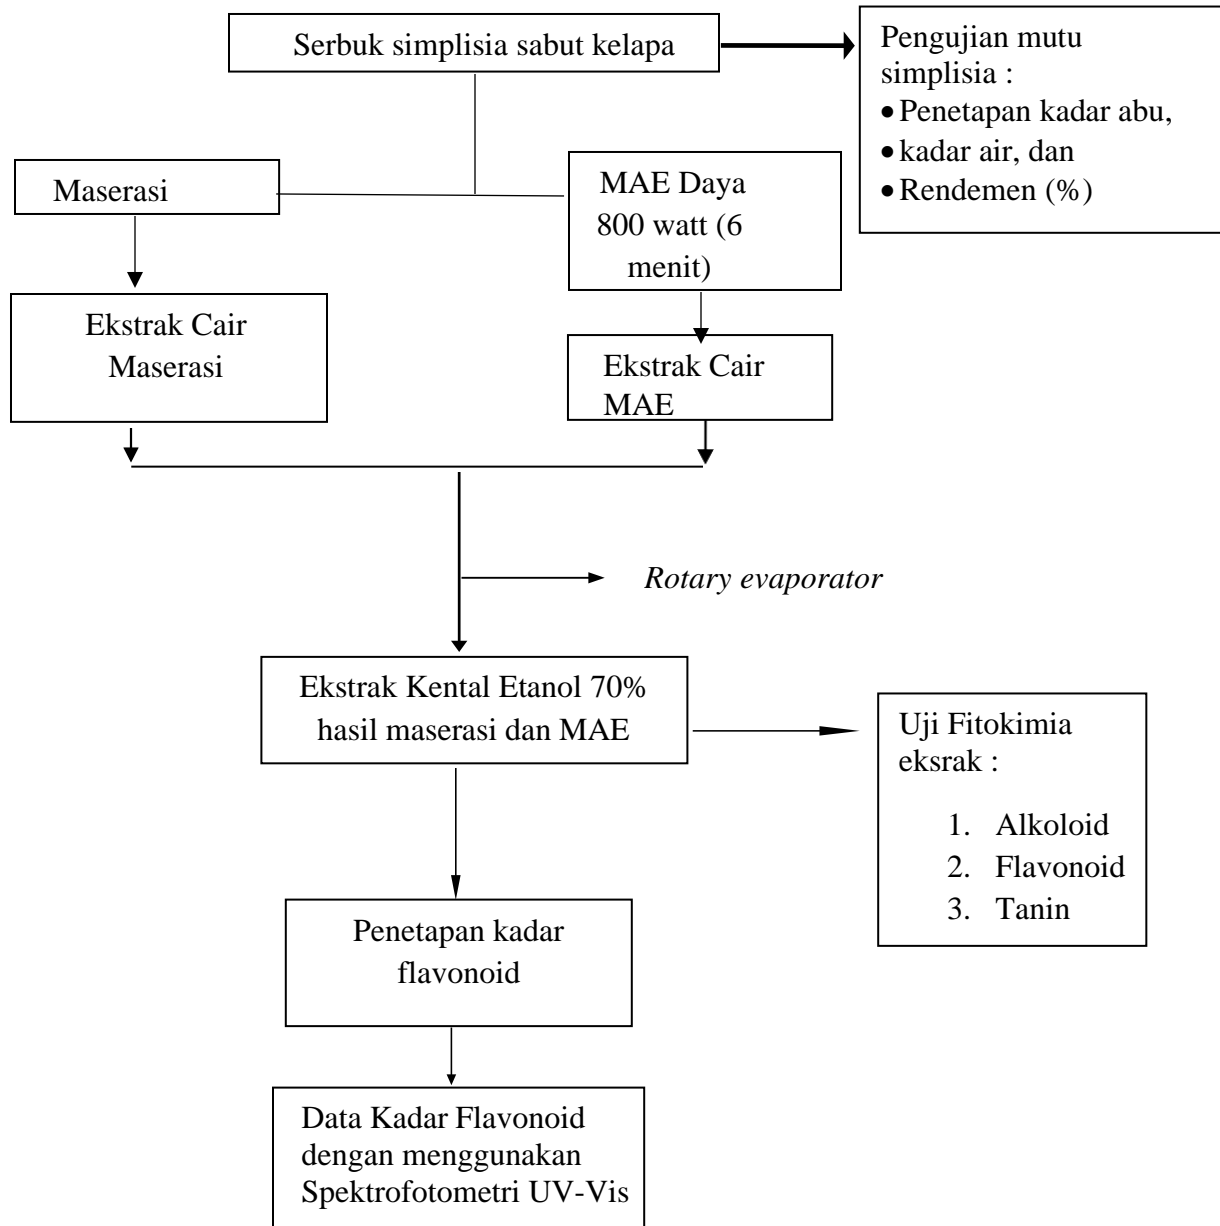 Serbuk simplisia sabut kelapa
Pengujian mutu
simplisia :
• Penetapan kadar abu,
• kadar air, dan
• Rendemen (%)
Maserasi
MAE Daya
800 watt (6
menit)
Ekstrak Cair
Maserasi
Ekstrak Cair
MAE
Rotary evaporator
Ekstrak Kental Etanol 70%
hasil maserasi dan MAE
Uji Fitokimia
eksrak :
1. Alkoloid
2. Flavonoid
3. Tanin
Penetapan kadar
flavonoid
Data Kadar Flavonoid
dengan menggunakan
Spektrofotometri UV-Vis